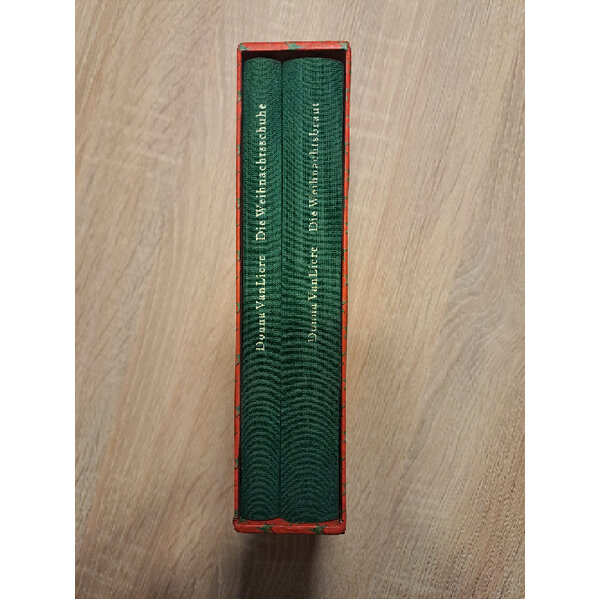 Donna VanLiere Die Weihnachtsschuhe
Donna VanLiere Die Weihnachtsbraut